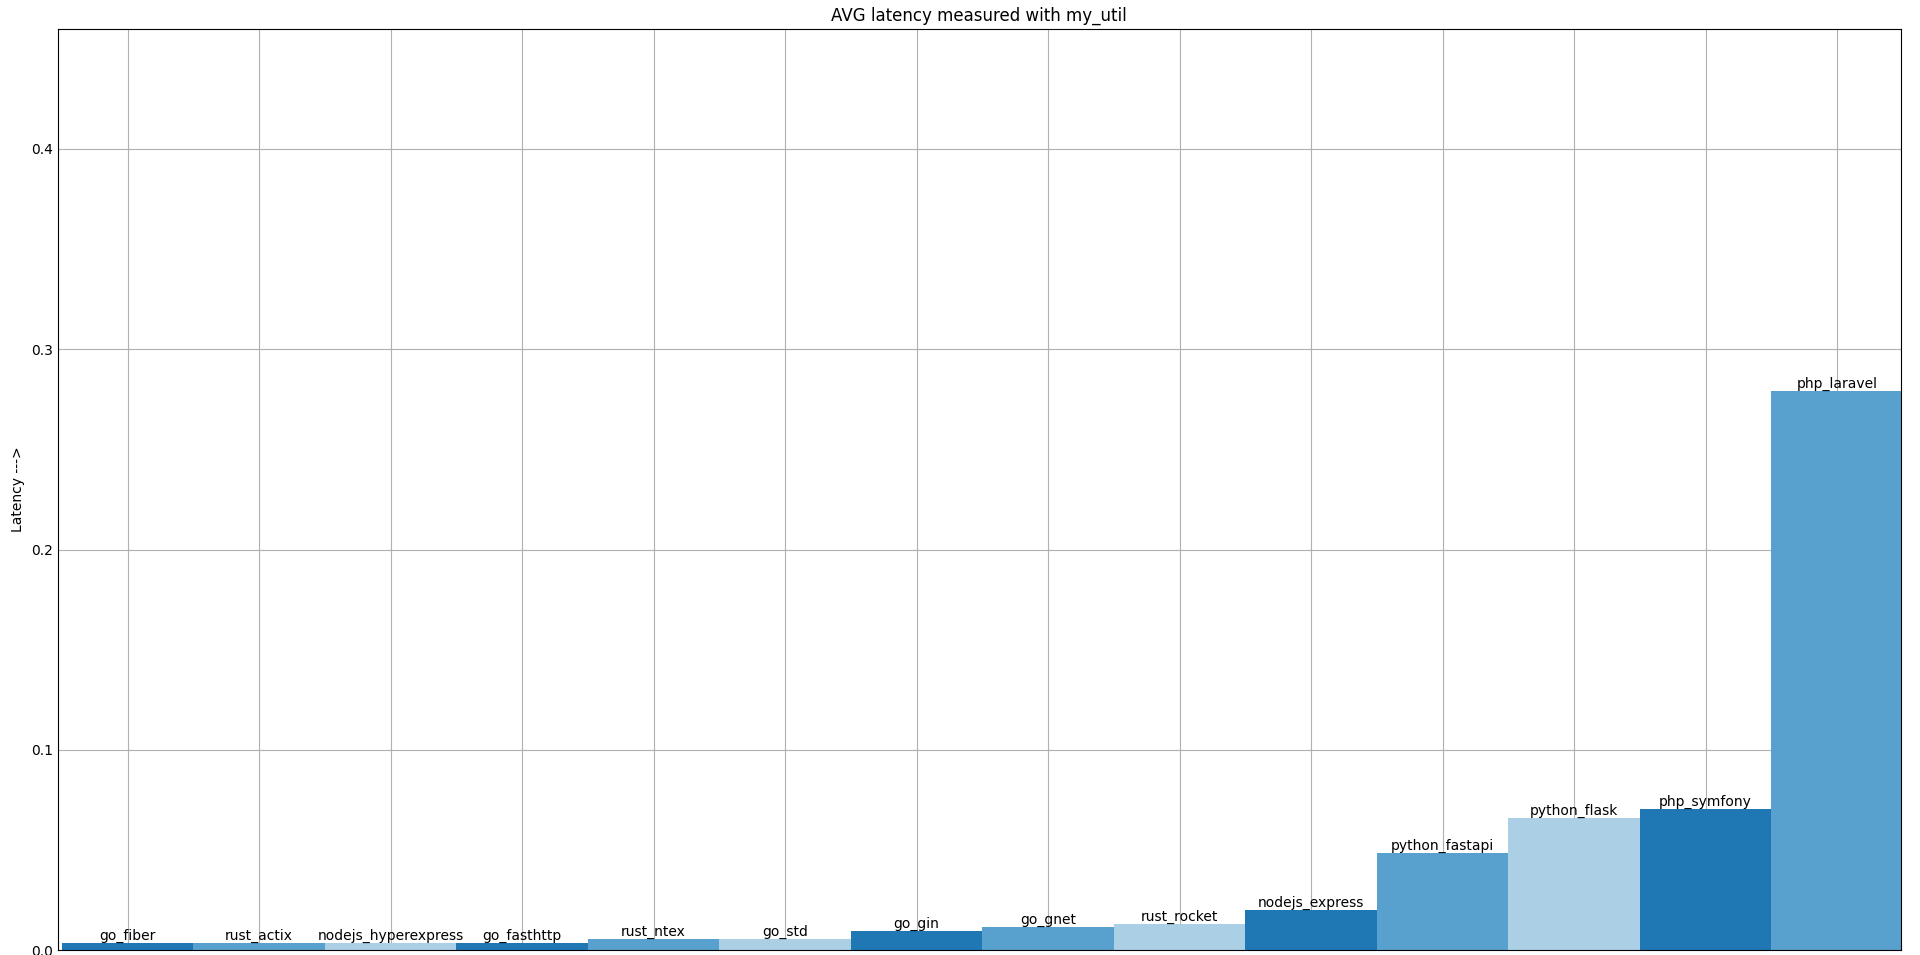 AVG latency measured with my_util
Latency --->
0.4
0.3
0.2
0.1
0.0
go_fiber
rust_actix
nodejs_hyperexpress
go_fasthttp
rust_ntex
go_std
go_gin
go_gnet
rust_rocket
nodejs_express
python_fastapi
python_flask
php_symfony
php_laravel